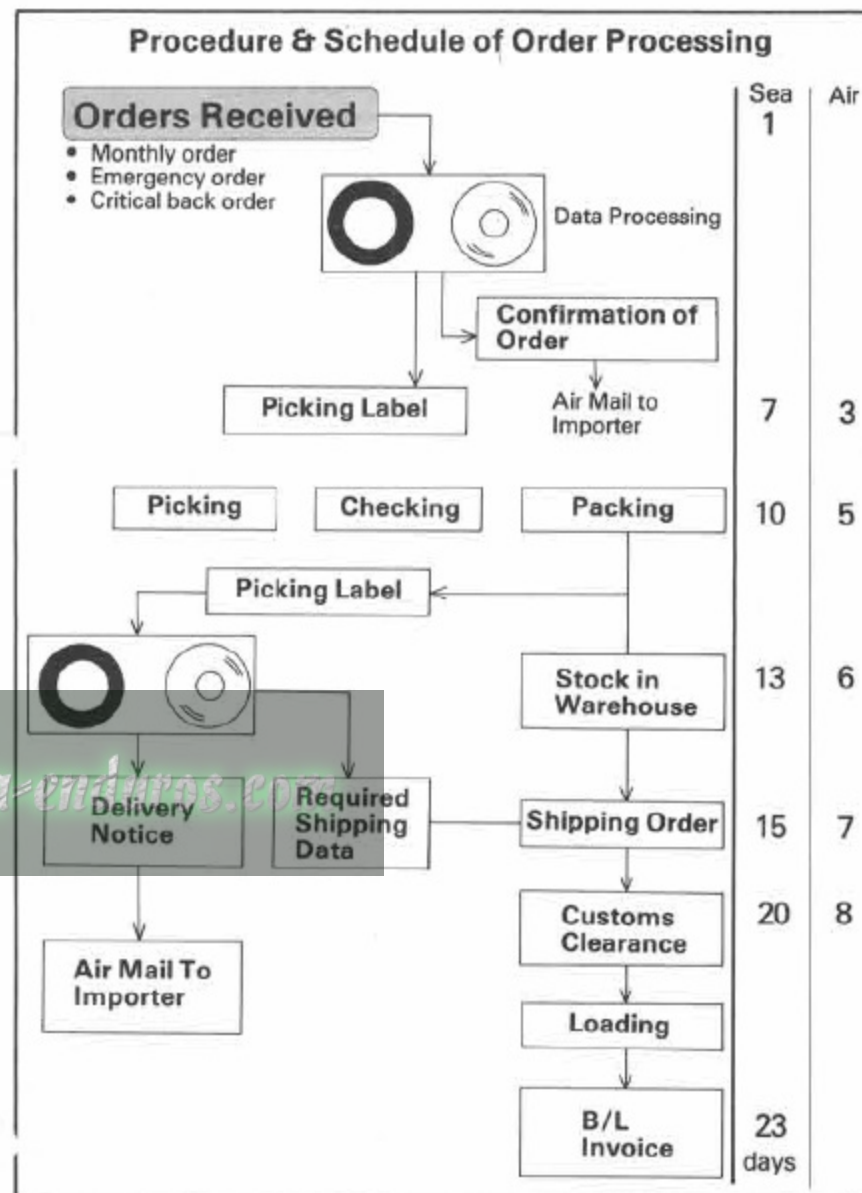 Procedure & Schedule of Order Processing
Sea
Air
Orders Received
1
• Monthly order
• Emergency order
• Critical back order
Data Processing
Confirmation of
Order
Picking Label
Air Mail to
Importer
7
3
Picking
Checking
Packing
10
5
Picking Label
Stock in
Warehouse
13
6
enduros.com
Delivery
Notice
Required
Shipping
Data
Shipping Order
15
7
Customs
Clearance
20
8
Air Mail To
Importer
Loading
B/L
Invoice
23
days